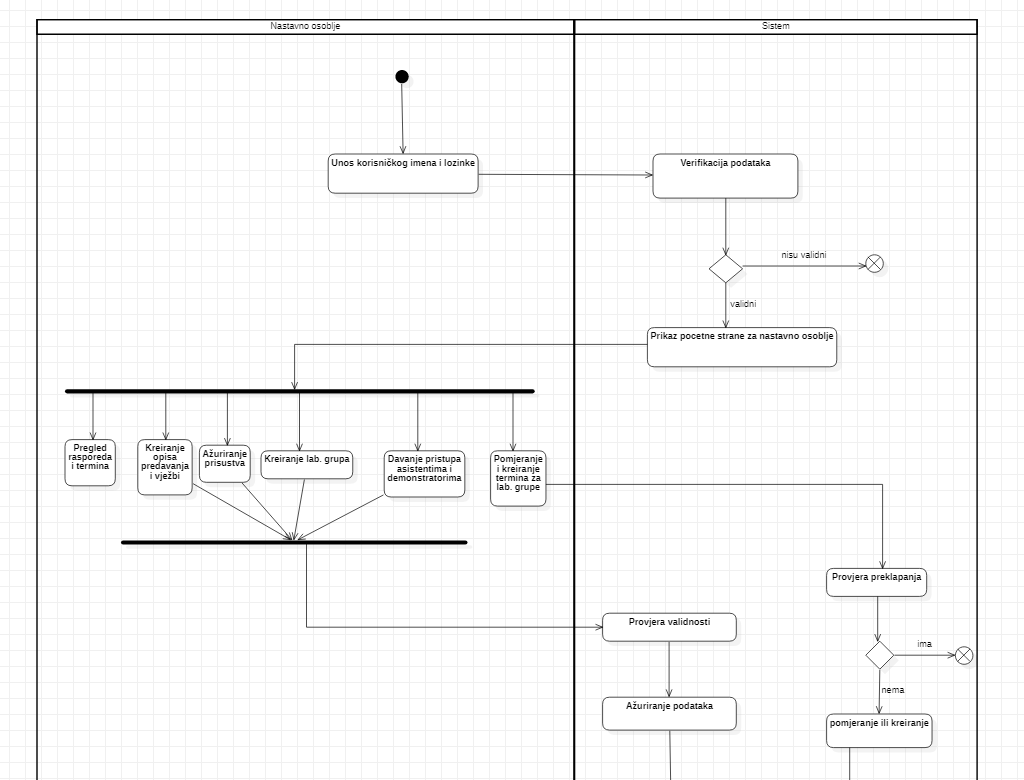 Nastavno osoblje
Sistem
Unos korisničkog imena i lozinke
Verifikacija podataka
nisu validni
validni
Prikaz pocetne strane za nastavno osoblje
Pregled
rasporeda
i termina
Kreiranje
opisa
predavanja
i vježbi
Ažuriranje
prisustva
Kreiranje lab. grupa
Davanje pristupa
asistentima i
demonstratorima
Pomjeranje
i kreiranje
termina za
lab. grupe
Provjera preklapanja
Provjera validnosti
ima
nema
Ažuriranje podataka
pomjeranje ili kreiranje